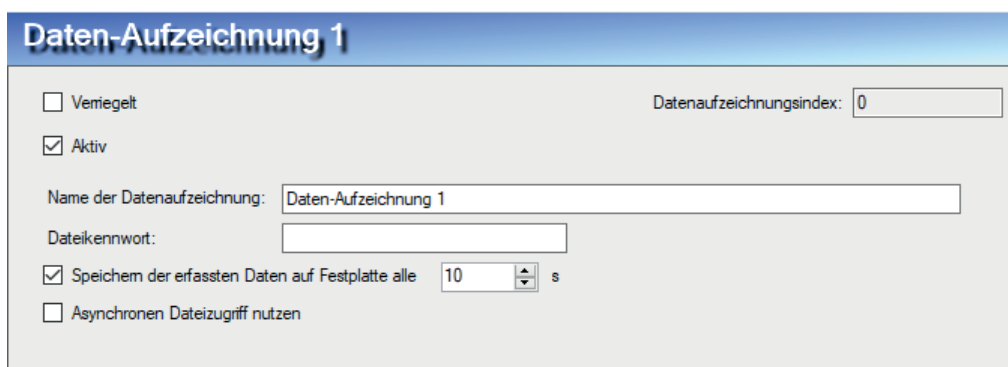 Daten-Aufzeichnung 1
Verriegelt
Datenaufzeichnungsindex: 0
Aktiv
Name der Datenaufzeichnung: Daten-Aufzeichnung 1
Dateikennwort:
Speichern der erfassten Daten auf Festplatte alle 10 s
Asynchronen Dateizugriff nutzen